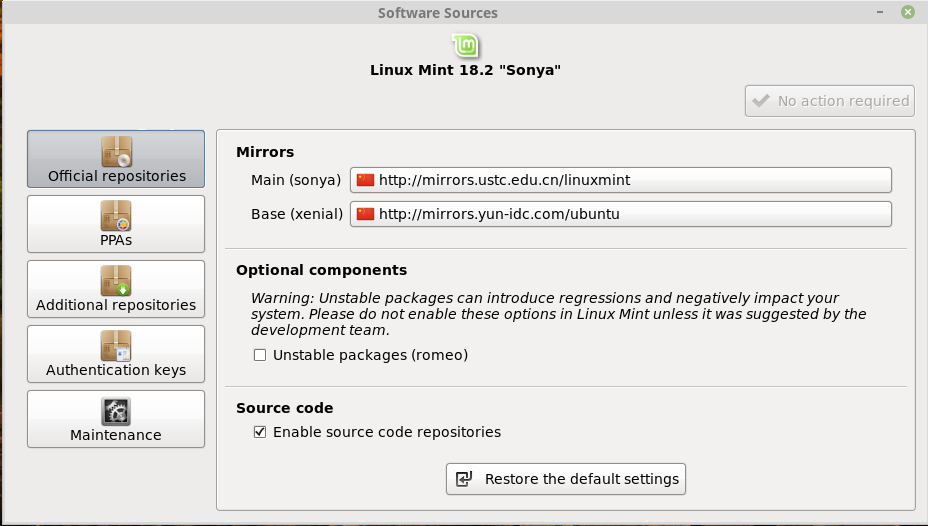 Software Sources
Linux Mint 18.2 "Sonya"
No action required
Official repositories
PPAs
Additional repositories
Authentication keys
Maintenance
Mirrors
Main (sonya) http://mirrors.ustc.edu.cn/linuxmint
Base (xenial) http://mirrors.yun-idc.com/ubuntu
Optional components
Warning: Unstable packages can introduce regressions and negatively impact your
system. Please do not enable these options in Linux Mint unless it was suggested by the
development team.
Unstable packages (romeo)
Source code
Enable source code repositories
Restore the default settings